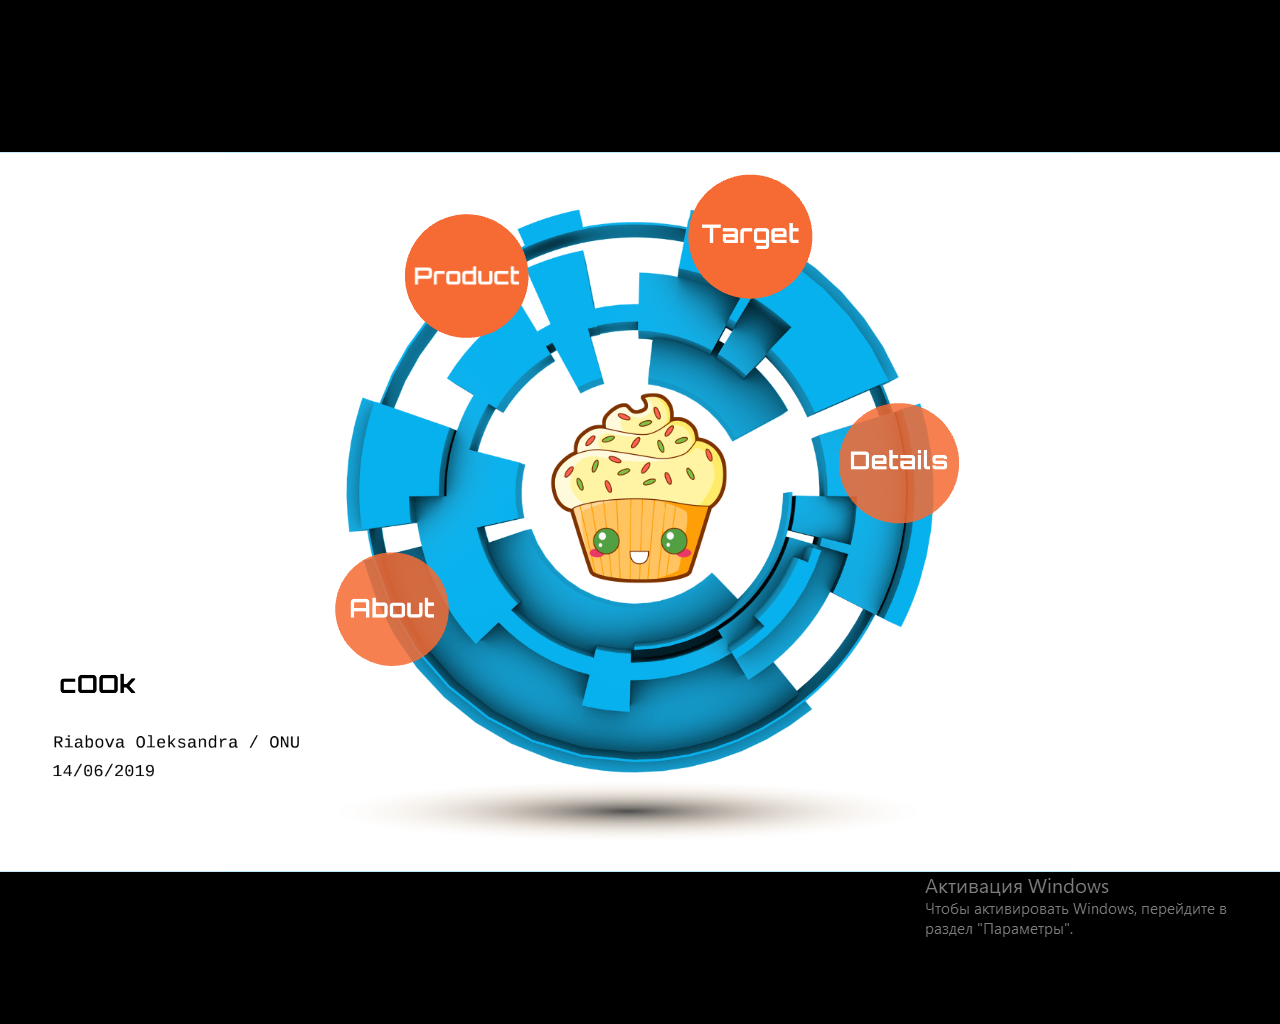 Target
Product
Details
About
cOOk
Riabova Oleksandra / ONU
14/06/2019
Активация Windows
Чтобы активировать Windows, перейдите в
раздел "Параметры".